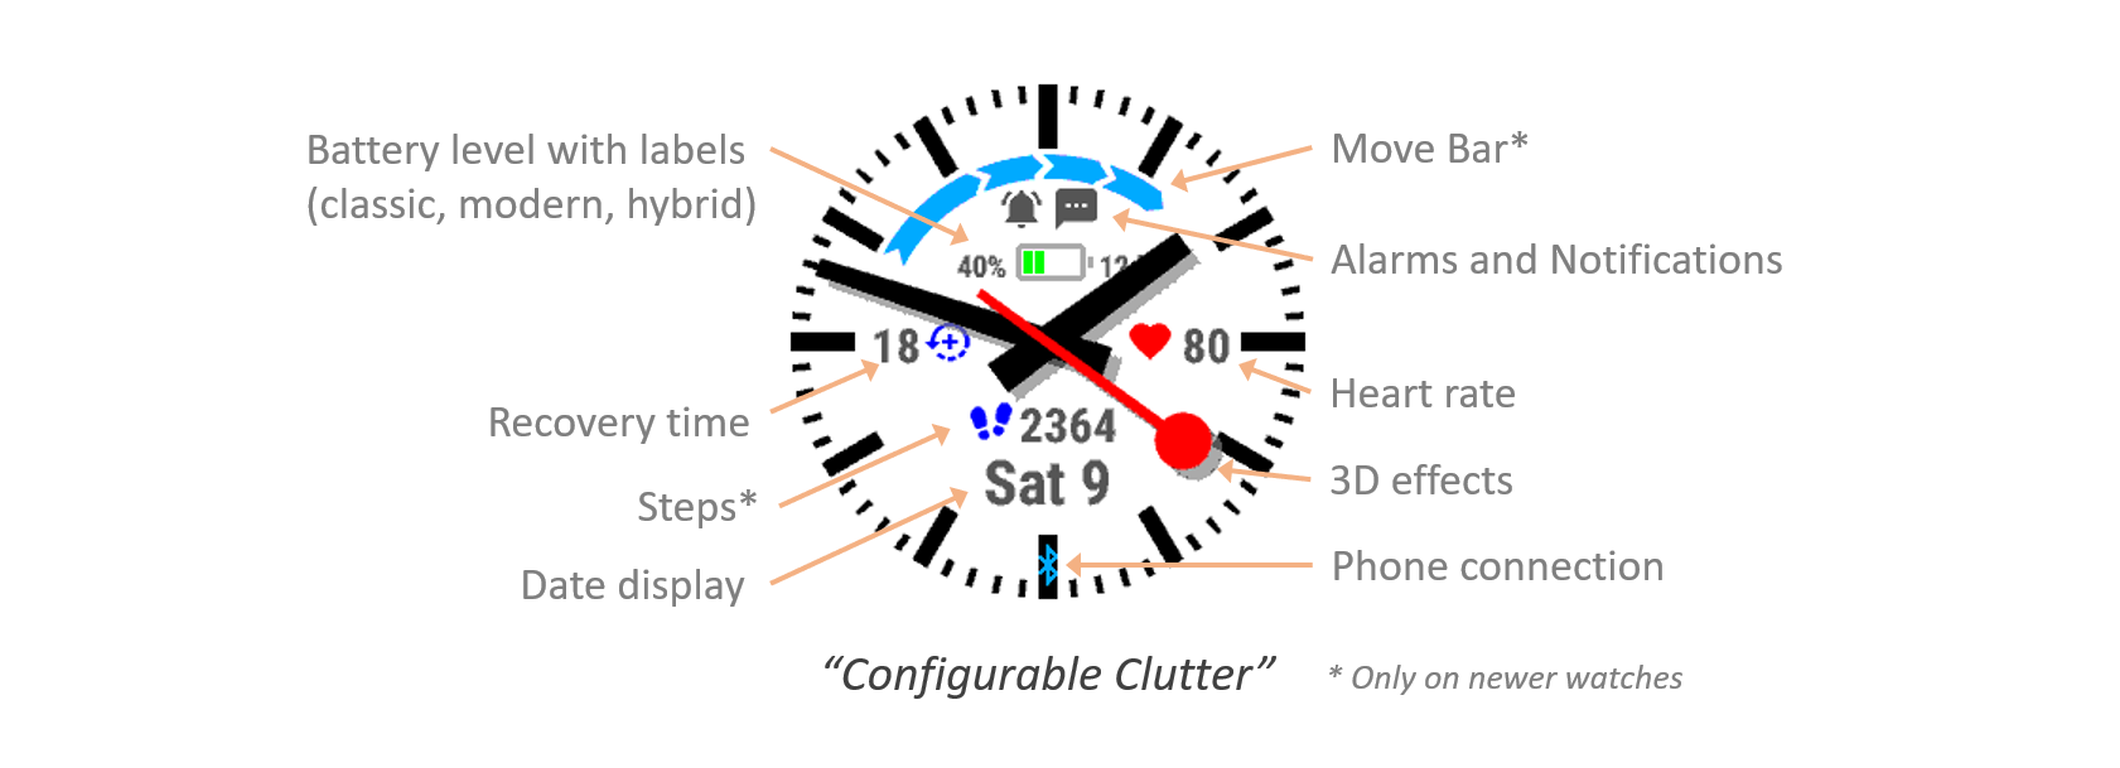 Battery level with labels
(classic, modern, hybrid)
Move Bar*
Alarms and Notifications
40%
18
80
Heart rate
Recovery time
2364
3D effects
Steps*
Sat 9
Phone connection
Date display
“Configurable Clutter”
* Only on newer watches